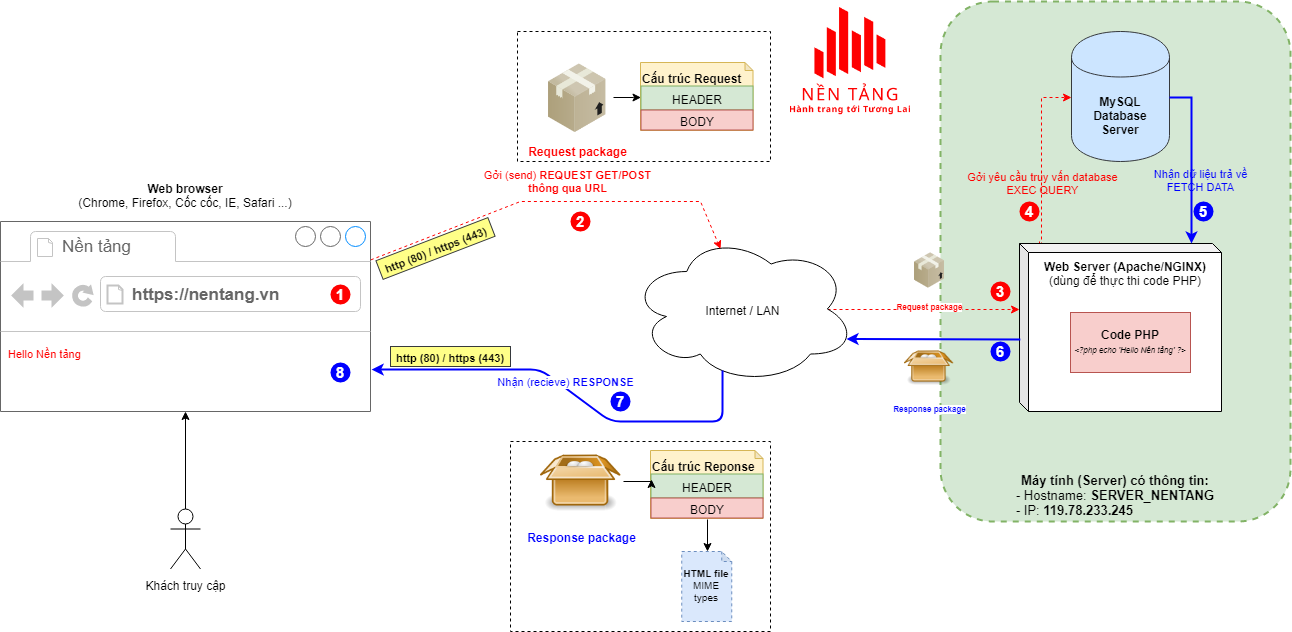 Web browser
(Chrome, Firefox, Cốc cốc, IE, Safari ...)
Nền tảng
https://nentang.vn
1
Hello Nền tảng
8
Khách truy cập
Cấu trúc Request
HEADER
BODY
Request package
Gởi (send) REQUEST GET/POST
thông qua URL
2
http (80) / https (443)
NỀN TẢNG
Hành trang tới Tương Lai
Internet / LAN
http (80) / https (443)
Nhận (recieve) RESPONSE
7
Cấu trúc Reponse
HEADER
BODY
Response package
HTML file
MIME
types
MySQL
Database
Server
Gởi yêu cầu truy vấn database
EXEC QUERY
4
Nhận dữ liệu trả về
FETCH DATA
5
Request package
3
6
Response package
Web Server (Apache/NGINX)
(dùng để thực thi code PHP)
Code PHP
<?php echo 'Hello Nền tảng' ?>
Máy tính (Server) có thông tin:
- Hostname: SERVER_NENTANG
- IP: 119.78.233.245